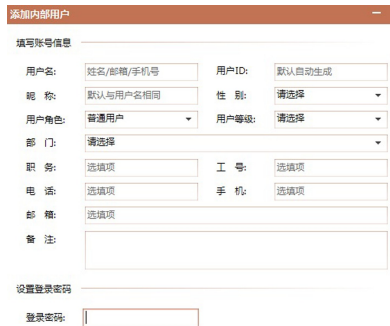 添加内部用户
填写账号信息
用户名: 姓名/邮箱/手机号 用户ID: 默认自动生成
昵 称: 默认与用户名相同 性 别: 请选择
用户角色: 普通用户 用户等级: 请选择
部 门: 请选择
职 务: 选填项 工 号: 选填项
电 话: 选填项 手 机: 选填项
邮 箱: 选填项
备 注:
设置登录密码
登录密码: